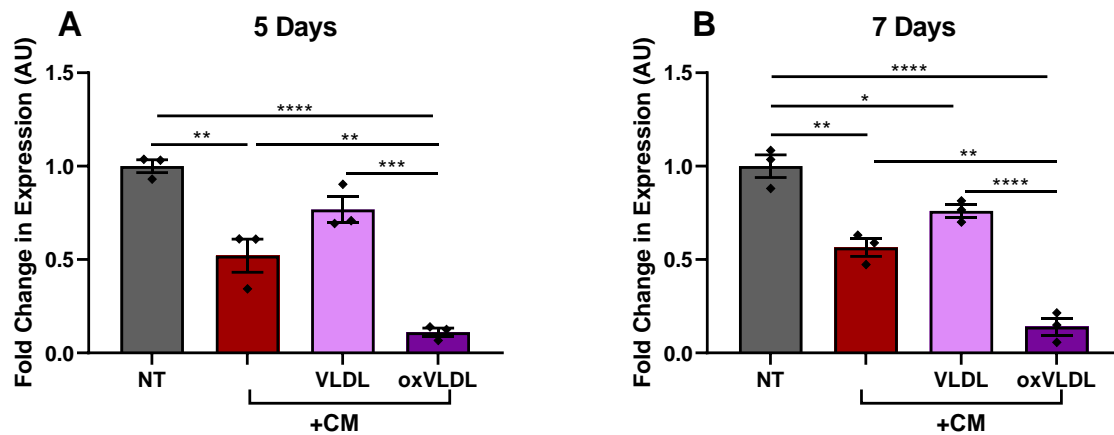 A
5 Days
Fold Change in Expression (AU)
1.5
1.0
0.5
0.0
****
**
**
***
NT
VLDL
oxVLDL
+CM
B
7 Days
Fold Change in Expression (AU)
1.5
1.0
0.5
0.0
****
*
**
**
****
NT
VLDL
oxVLDL
+CM